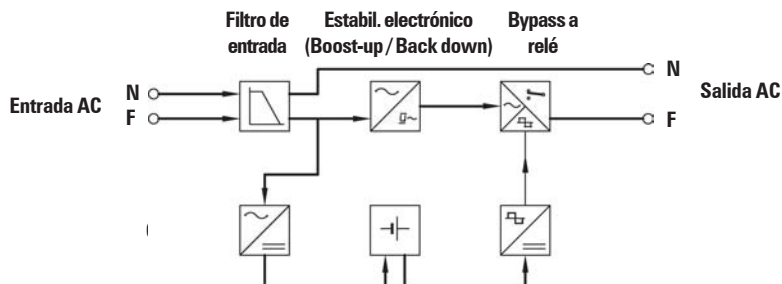 Filtro de
entrada
Estabil. electrónico
(Boost-up / Back down)
Bypass a
relé
Entrada AC
N
F
N
F
Salida AC